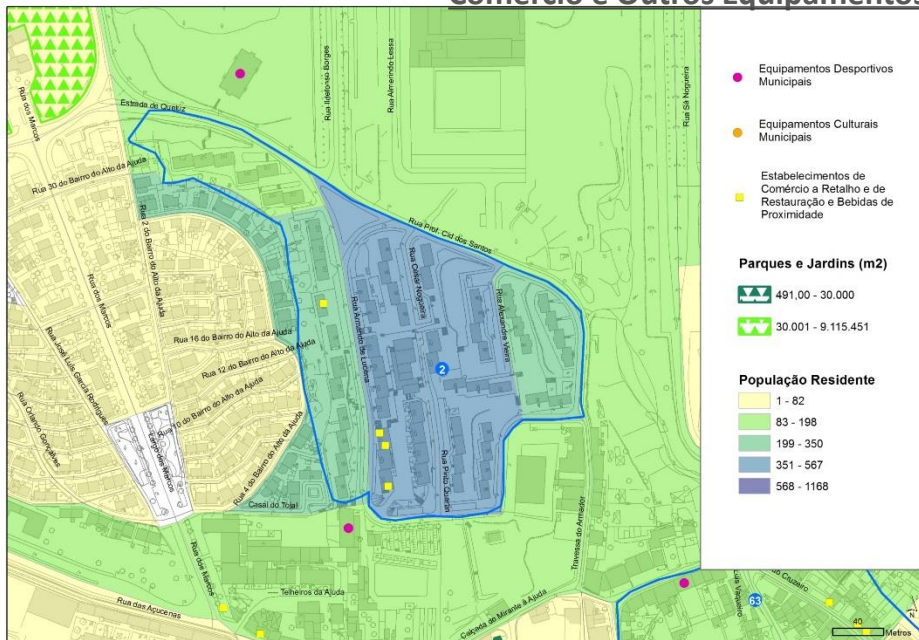 Comércio e Outros Equipamentos
Equipamentos Desportivos
Municipais
Equipamentos Culturais
Municipais
Estabelecimentos de
Comércio a Retalho e de
Restauração e Bebidas de
Proximidade
Parques e Jardins (m2)
491,00 - 30.000
30.001 - 9.115.451
População Residente
1 - 82
83 - 198
199 - 350
351 - 567
568 - 1168
Rua dos Marcos
Estrada de Queluz
Rua Ildefonso Borges
Rua Almerindo Lessa
Rua Sá Nogueira
Rua 30 do Bairro do Alto da Ajuda
Rua 2 do Bairro do Alto da Ajuda
Rua Prof. Cid dos Santos
Rua dos Marcos
Rua César Nogueira
Rua Alexandre Vieira
Rua Armando de Lucena
Rua 16 do Bairro do Alto da Ajuda
Rua José Luis Garcia Rodrigues
Rua 12 do Bairro do Alto da Ajuda
2
Rua Orlando Gonçalves
Rua 10 do Bairro do Alto da Ajuda
Largo dos Marcos
Rua 4 do Bairro do Alto da Ajuda
Casal do Tojal
Travessa do Armador
Rua dos Marcos
Telheiros da Ajuda
Rua das Açucenas
Calçada do Mirante à Ajuda
63
Cruzeiro
N
40
Metros